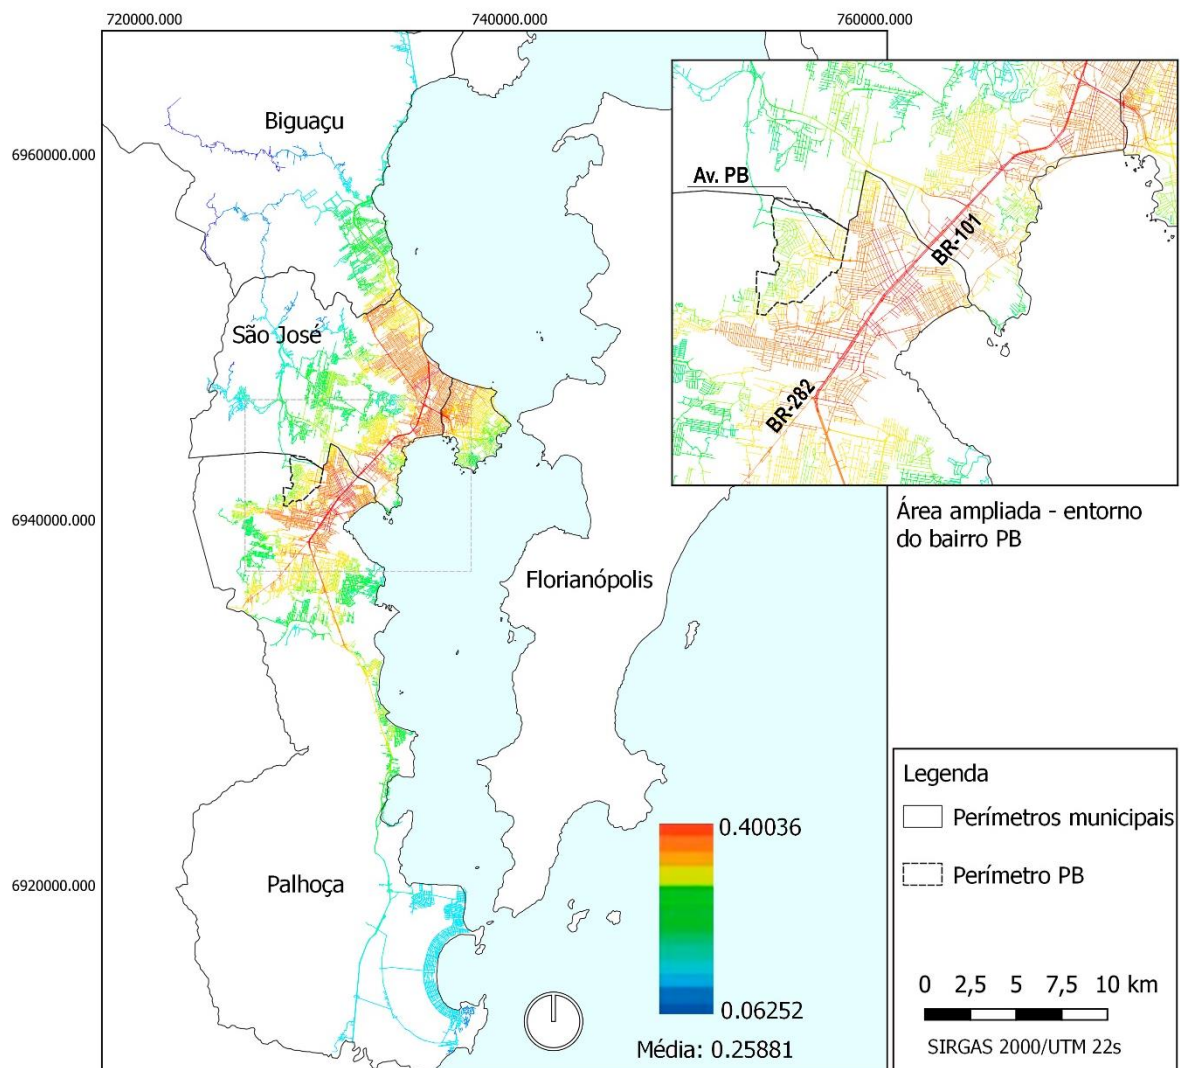 720000.000
740000.000
760000.000
6960000.000
6940000.000
6920000.000
Biguaçu
São José
Florianópolis
Palhoça
Av. PB
BR-101
BR-282
Área ampliada - entorno
do bairro PB
Legenda
Perímetros municipais
Perímetro PB
0.40036
0.06252
Média: 0.25881
0 2,5 5 7,5 10 km
SIRGAS 2000/UTM 22s